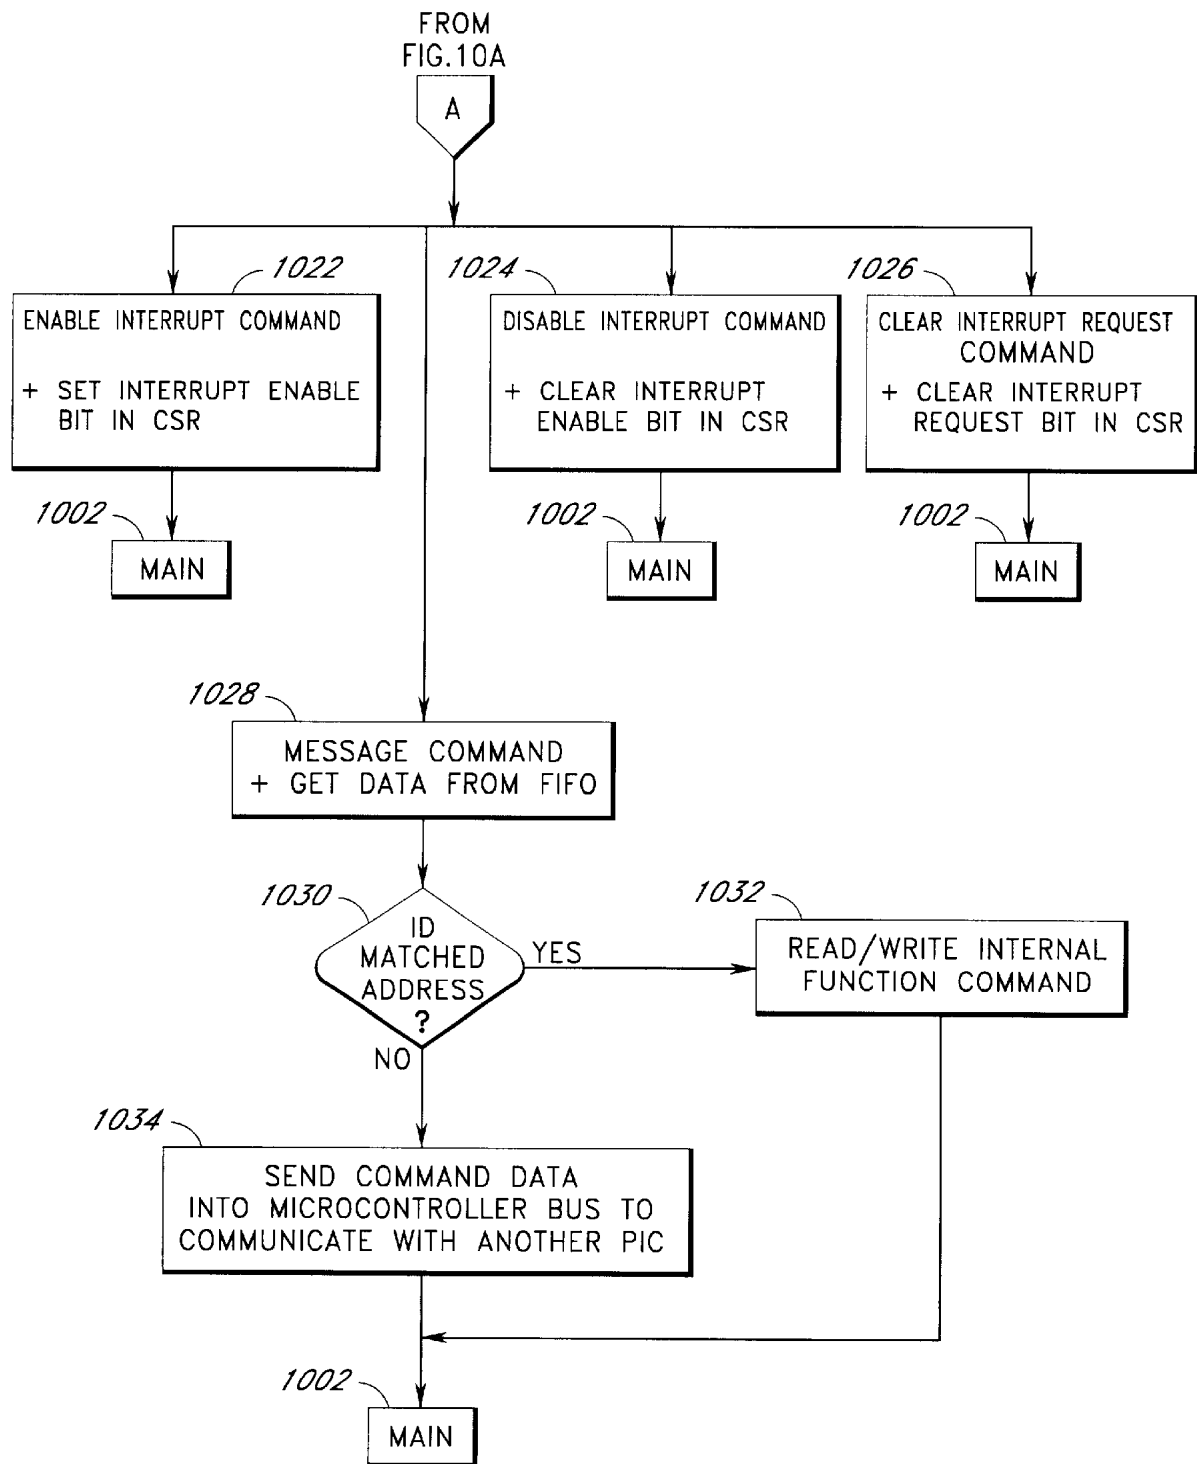 FROM
FIG.10A
A
1022
ENABLE INTERRUPT COMMAND
+ SET INTERRUPT ENABLE
BIT IN CSR
1002
MAIN
1024
DISABLE INTERRUPT COMMAND
+ CLEAR INTERRUPT
ENABLE BIT IN CSR
1002
MAIN
1026
CLEAR INTERRUPT REQUEST
COMMAND
+ CLEAR INTERRUPT
REQUEST BIT IN CSR
1002
MAIN
1028
MESSAGE COMMAND
+ GET DATA FROM FIFO
1030
ID
MATCHED
ADDRESS
?
YES
NO
1032
READ/WRITE INTERNAL
FUNCTION COMMAND
1034
SEND COMMAND DATA
INTO MICROCONTROLLER BUS TO
COMMUNICATE WITH ANOTHER PIC
1002
MAIN